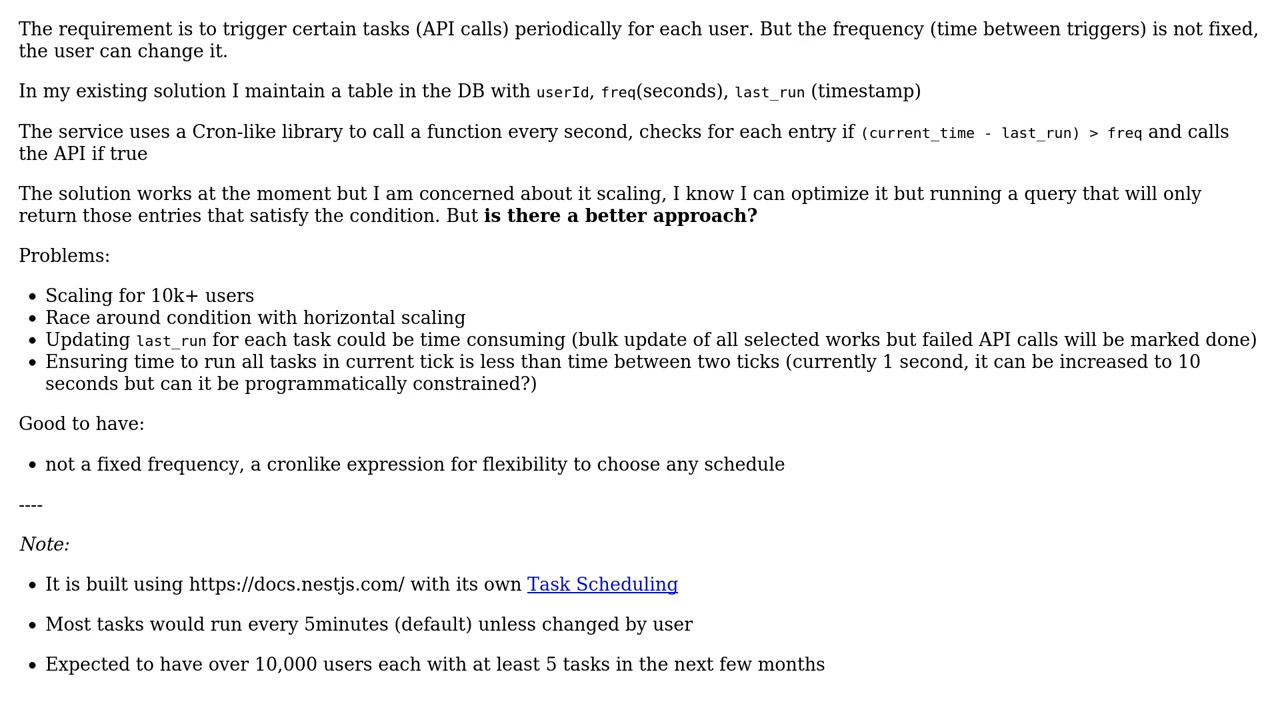 The requirement is to trigger certain tasks (API calls) periodically for each user. But the frequency (time between triggers) is not fixed,
the user can change it.
In my existing solution I maintain a table in the DB with userId, freq(seconds), last_run (timestamp)
The service uses a Cron-like library to call a function every second, checks for each entry if (current_time - last_run) > freq and calls
the API if true
The solution works at the moment but I am concerned about it scaling, I know I can optimize it but running a query that will only
return those entries that satisfy the condition. But is there a better approach?
Problems:
• Scaling for 10k+ users
• Race around condition with horizontal scaling
• Updating last_run for each task could be time consuming (bulk update of all selected works but failed API calls will be marked done)
• Ensuring time to run all tasks in current tick is less than time between two ticks (currently 1 second, it can be increased to 10
seconds but can it be programmatically constrained?)
Good to have:
• not a fixed frequency, a cronlike expression for flexibility to choose any schedule
----
Note:
• It is built using https://docs.nestjs.com/ with its own Task Scheduling
• Most tasks would run every 5minutes (default) unless changed by user
• Expected to have over 10,000 users each with at least 5 tasks in the next few months